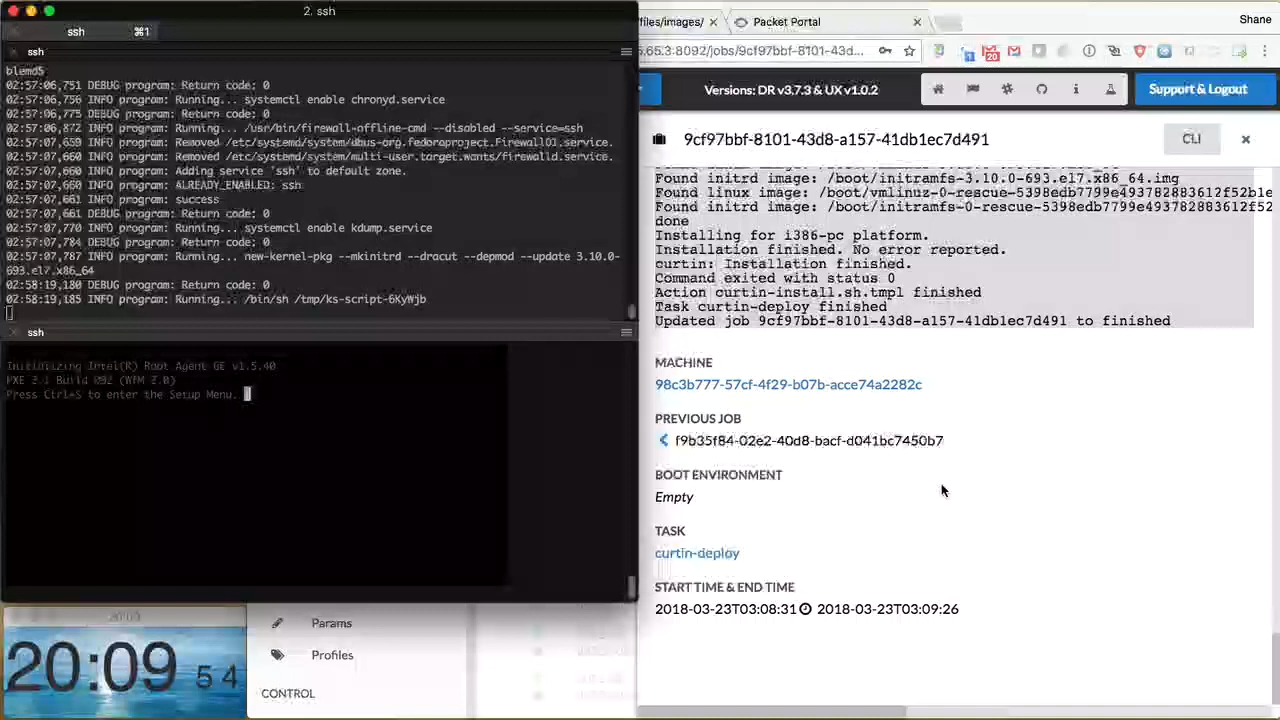 2. ssh
ssh
⌘1
ssh
02:57:06,751 DEBUG program: Return code: 0
02:57:06,756 INFO program: Running... systemctl enable chronyd.service
02:57:06,775 DEBUG program: Return code: 0
02:57:06,872 INFO program: Running... /usr/bin/firewall-offline-cmd --disabled --service=ssh
02:57:07,659 INFO program: Removed /etc/systemd/system/dbus-org.fedoraproject.FirewallD1.service.
02:57:07,660 INFO program: Removed /etc/systemd/system/multi-user.target.wants/firewalld.service.
02:57:07,660 INFO program: Adding service 'ssh' to default zone.
02:57:07,660 INFO program: ALREADY_ENABLED: ssh
02:57:07,661 INFO program: success
02:57:07,661 DEBUG program: Return code: 0
02:57:07,770 INFO program: Running... systemctl enable kdump.service
02:57:07,784 DEBUG program: Return code: 0
02:57:07,787 INFO program: Running... new-kernel-pkg --mkinitrd --dracut --depmod --update 3.10.0-
693.el7.x86_64
02:58:19,180 DEBUG program: Return code: 0
02:58:19,185 INFO program: Running... /bin/sh /tmp/ks-script-6KyWjb
ssh
Initializing Intel(R) Boot Agent GE v1.5.40
PXE 2.1 Build 092 (WfM 2.0)
Press Ctrl+S to enter the Setup Menu.
20:09 54
Params
Profiles
CONTROL
files/images/
Packet Portal
Shane
.65.3:8092/jobs/9cf97bbf-8101-43d...
1
20
Versions: DR v3.7.3 & UX v1.0.2
Support & Logout
9cf97bbf-8101-43d8-a157-41db1ec7d491
CLI
Found initrd image: /boot/initramfs-3.10.0-693.el7.x86_64.img
Found linux image: /boot/vmlinuz-0-rescue-5398edb7799e493782883612f52b1e
Found initrd image: /boot/initramfs-0-rescue-5398edb7799e493782883612f52
done
Installing for i386-pc platform.
Installation finished. No error reported.
curtin: Installation finished.
Command exited with status 0
Action curtin-install.sh.tmpl finished
Task curtin-deploy finished
Updated job 9cf97bbf-8101-43d8-a157-41db1ec7d491 to finished
MACHINE
98c3b777-57cf-4f29-b07b-acce74a2282c
PREVIOUS JOB
f9b35f84-02e2-40d8-bacf-d041bc7450b7
BOOT ENVIRONMENT
Empty
TASK
curtin-deploy
START TIME & END TIME
2018-03-23T03:08:31 2018-03-23T03:09:26